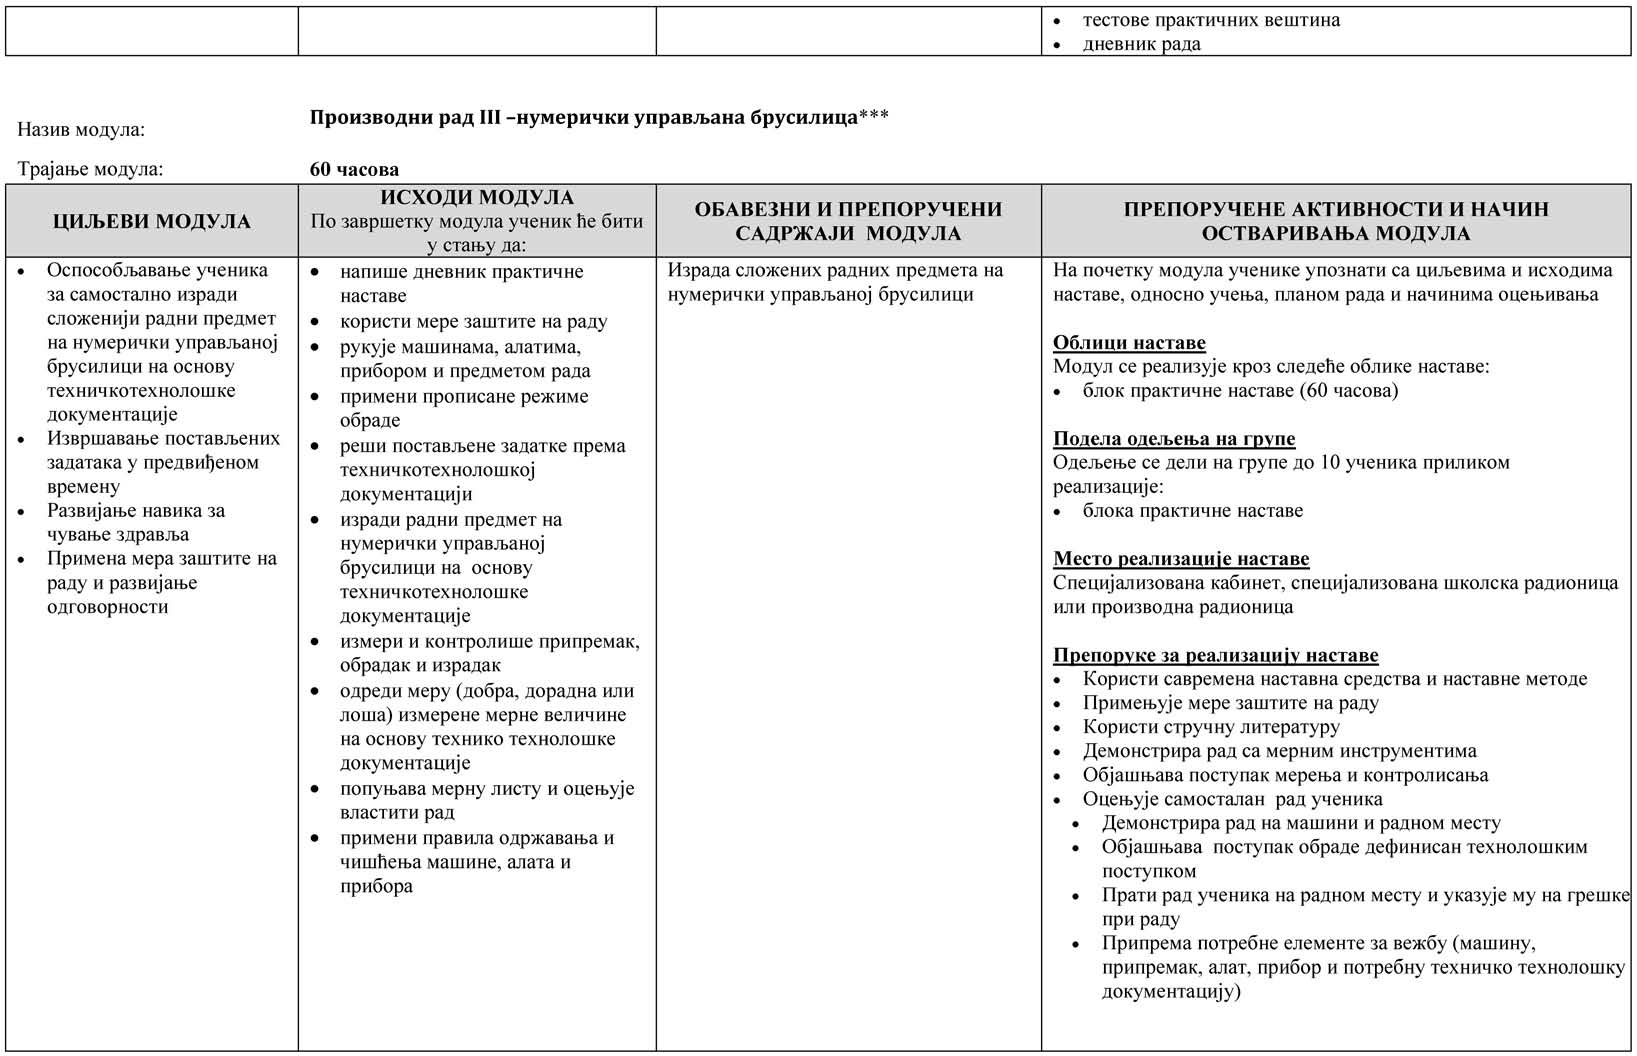 • тестове практичних вештина
• дневник рада
Назив модула:
Производни рад III –нумерички управљана брусилица***
Трајање модула:
60 часова
ЦИЉЕВИ МОДУЛА
ИСХОДИ МОДУЛА
По завршетку модула ученик ће бити
у стању да:
ОБАВЕЗНИ И ПРЕПОРУЧЕНИ
САДРЖАЈИ МОДУЛА
ПРЕПОРУЧЕНЕ АКТИВНОСТИ И НАЧИН
ОСТВАРИВАЊА МОДУЛА
• Оспособљавање ученика
за самостално изради
сложенији радни предмет
на нумерички управљаној
брусилици на основу
техничкотехнолошке
документације
• Извршавање постављених
задатака у предвиђеном
времену
• Развијање навика за
чување здравља
• Примена мера заштите на
раду и развијање
одговорности
• напише дневник практичне
наставе
• користи мере заштите на раду
• рукује машинама, алатима,
прибором и предметом рада
• примени прописане режиме
обраде
• реши постављене задатке према
техничкотехнолошкој
документацији
• изради радни предмет на
нумерички управљаној
брусилици на основу
техничкотехнолошке
документације
• измери и контролише припремак,
обрадак и израдак
• одреди меру (добра, дорадна или
лоша) измерене мерне величине
на основу технико технолошке
документације
• попуњава мерну листу и оцењује
властити рад
• примени правила одржавања и
чишћења машине, алата и
прибора
Израда сложених радних предмета на
нумерички управљаној брусилици
На почетку модула ученике упознати са циљевима и исходима
наставе, односно учења, планом рада и начинима оцењивања
Облици наставе
Модул се реализује кроз следеће облике наставе:
• блок практичне наставе (60 часова)
Подела одељења на групе
Одељење се дели на групе до 10 ученика приликом
реализације:
• блока практичне наставе
Место реализације наставе
Специјализована кабинет, специјализована школска радионица
или производна радионица
Препоруке за реализацију наставе
• Користи савремена наставна средства и наставне методе
• Примењује мере заштите на раду
• Користи стручну литературу
• Демонстрира рад са мерним инструментима
• Објашњава поступак мерења и контролисања
• Оцењује самосталан рад ученика
• Демонстрира рад на машини и радном месту
• Објашњава поступак обраде дефинисан технолошким
поступком
• Прати рад ученика на радном месту и указује му на грешке
при раду
• Припрема потребне елементе за вежбу (машину,
припремак, алат, прибор и потребну техничко технолошку
документацију)